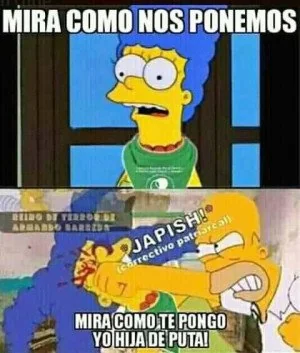 MIRA COMO NOS PONEMOS
REINO DE TERROR DE
ARMANDO BARREDA
¡JAPISH!
(correctivo patriarcal)
MIRA COMO TE PONGO
YO HIJA DE PUTA!